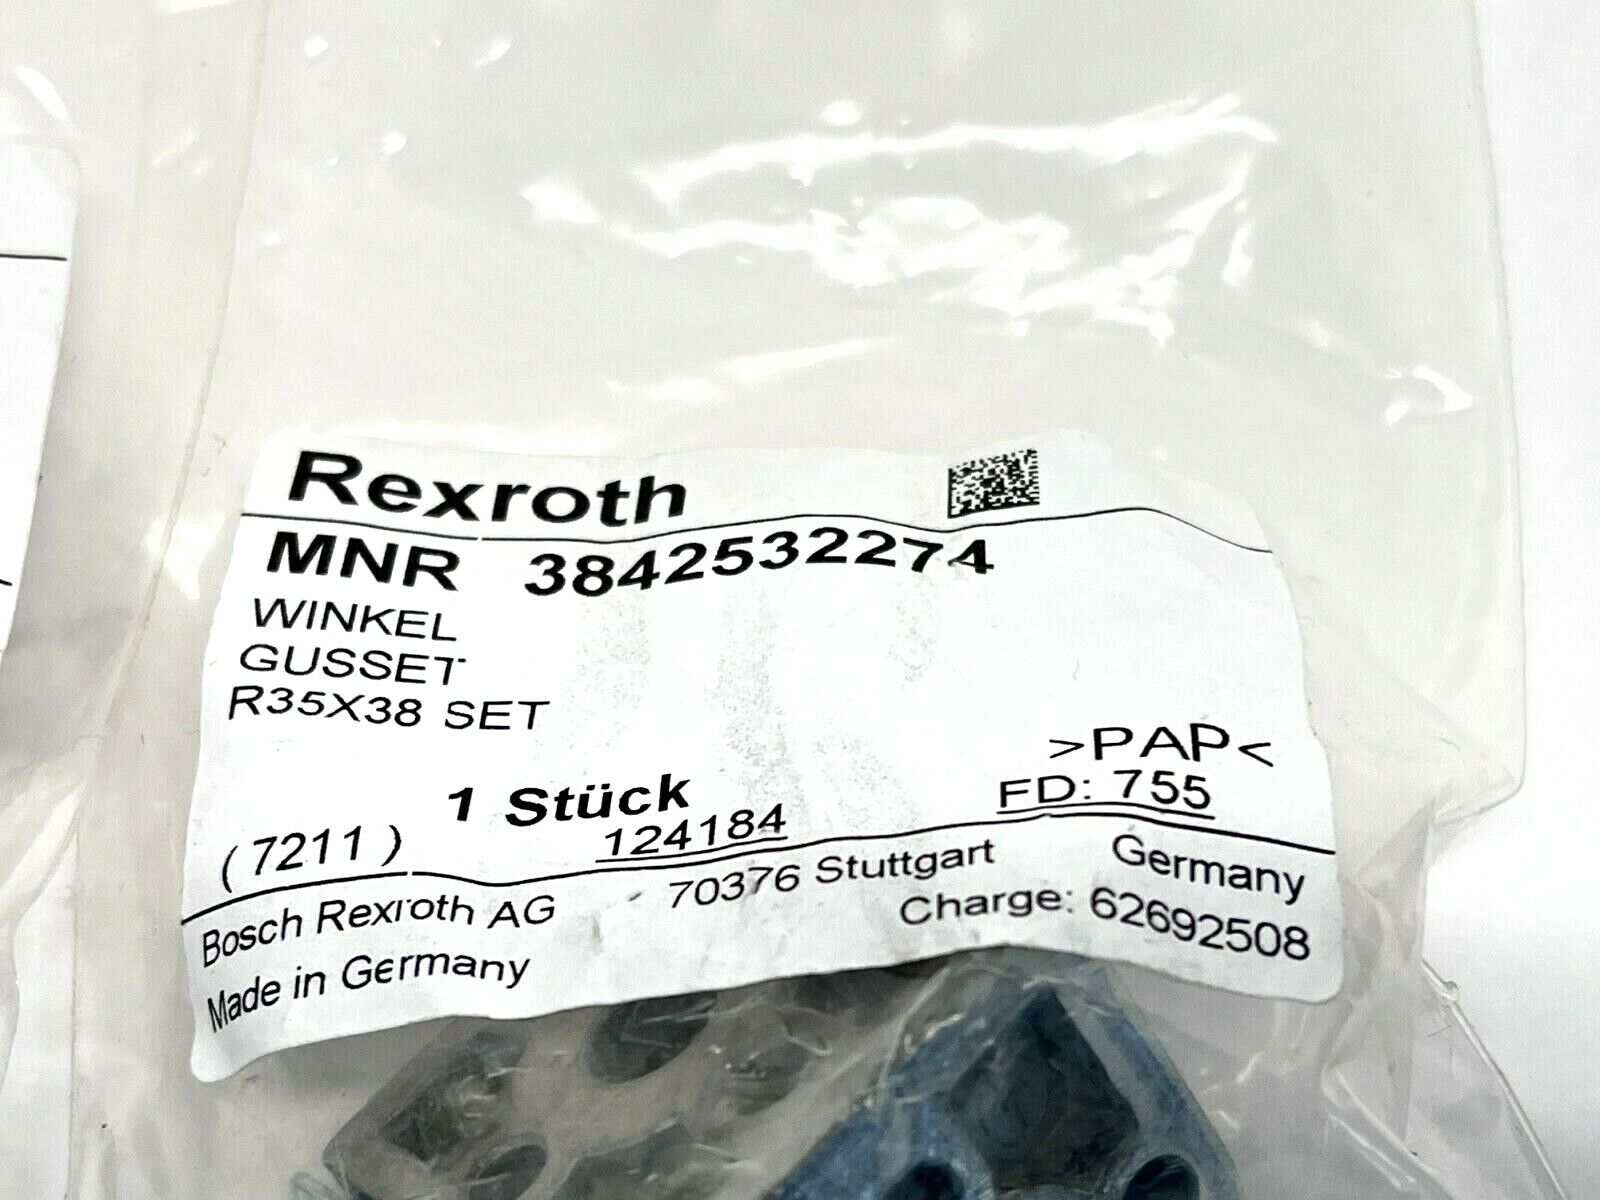 Rexroth
MNR 3842532274
WINKEL
GUSSET
R35X38 SET
>PAP<
1 Stück
FD: 755
(7211)
124184
Bosch Rexroth AG - 70376 Stuttgart Germany
Made in Germany Charge: 62692508